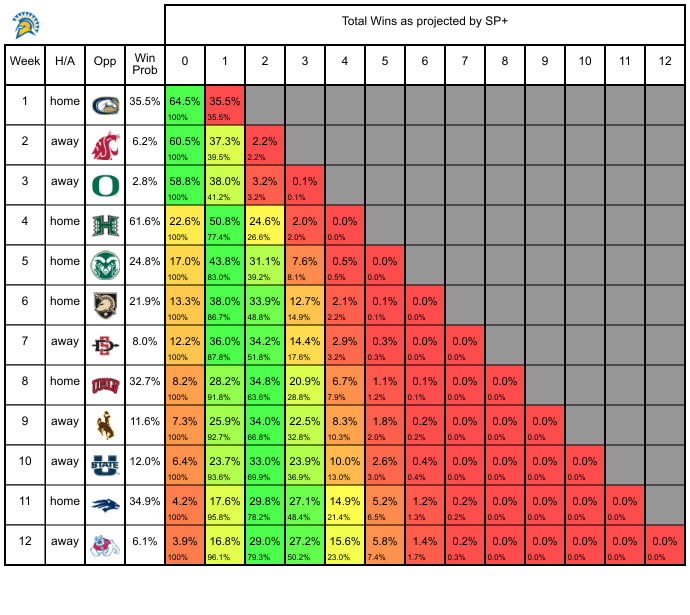 Total Wins as projected by SP+
Week H/A Opp Win Prob 0 1 2 3 4 5 6 7 8 9 10 11 12
1 home C 35.5% 64.5% 35.5%
100% 35.5%
2 away 6.2% 60.5% 37.3% 2.2%
100% 39.5% 2.2%
3 away O 2.8% 58.8% 38.0% 3.2% 0.1%
100% 41.2% 3.2% 0.1%
4 home H 61.6% 22.6% 50.8% 24.6% 2.0% 0.0%
100% 77.4% 26.6% 2.0% 0.0%
5 home 24.8% 17.0% 43.8% 31.1% 7.6% 0.5% 0.0%
100% 83.0% 39.2% 8.1% 0.5% 0.0%
6 home 21.9% 13.3% 38.0% 33.9% 12.7% 2.1% 0.1% 0.0%
100% 86.7% 48.8% 14.9% 2.2% 0.1% 0.0%
7 away SD 8.0% 12.2% 36.0% 34.2% 14.4% 2.9% 0.3% 0.0% 0.0%
100% 87.8% 51.8% 17.6% 3.2% 0.3% 0.0% 0.0%
8 home UNLV 32.7% 8.2% 28.2% 34.8% 20.9% 6.7% 1.1% 0.1% 0.0% 0.0%
100% 91.8% 63.6% 28.8% 7.9% 1.2% 0.1% 0.0% 0.0%
9 away 11.6% 7.3% 25.9% 34.0% 22.5% 8.3% 1.8% 0.2% 0.0% 0.0% 0.0%
100% 92.7% 66.8% 32.8% 10.3% 2.0% 0.2% 0.0% 0.0% 0.0%
10 away U STATE 12.0% 6.4% 23.7% 33.0% 23.9% 10.0% 2.6% 0.4% 0.0% 0.0% 0.0% 0.0%
100% 93.6% 69.9% 36.9% 13.0% 3.0% 0.4% 0.0% 0.0% 0.0% 0.0%
11 home 34.9% 4.2% 17.6% 29.8% 27.1% 14.9% 5.2% 1.2% 0.2% 0.0% 0.0% 0.0% 0.0%
100% 95.8% 78.2% 48.4% 21.4% 6.5% 1.3% 0.2% 0.0% 0.0% 0.0% 0.0%
12 away 6.1% 3.9% 16.8% 29.0% 27.2% 15.6% 5.8% 1.4% 0.2% 0.0% 0.0% 0.0% 0.0% 0.0%
100% 96.1% 79.3% 50.2% 23.0% 7.4% 1.7% 0.3% 0.0% 0.0% 0.0% 0.0% 0.0%